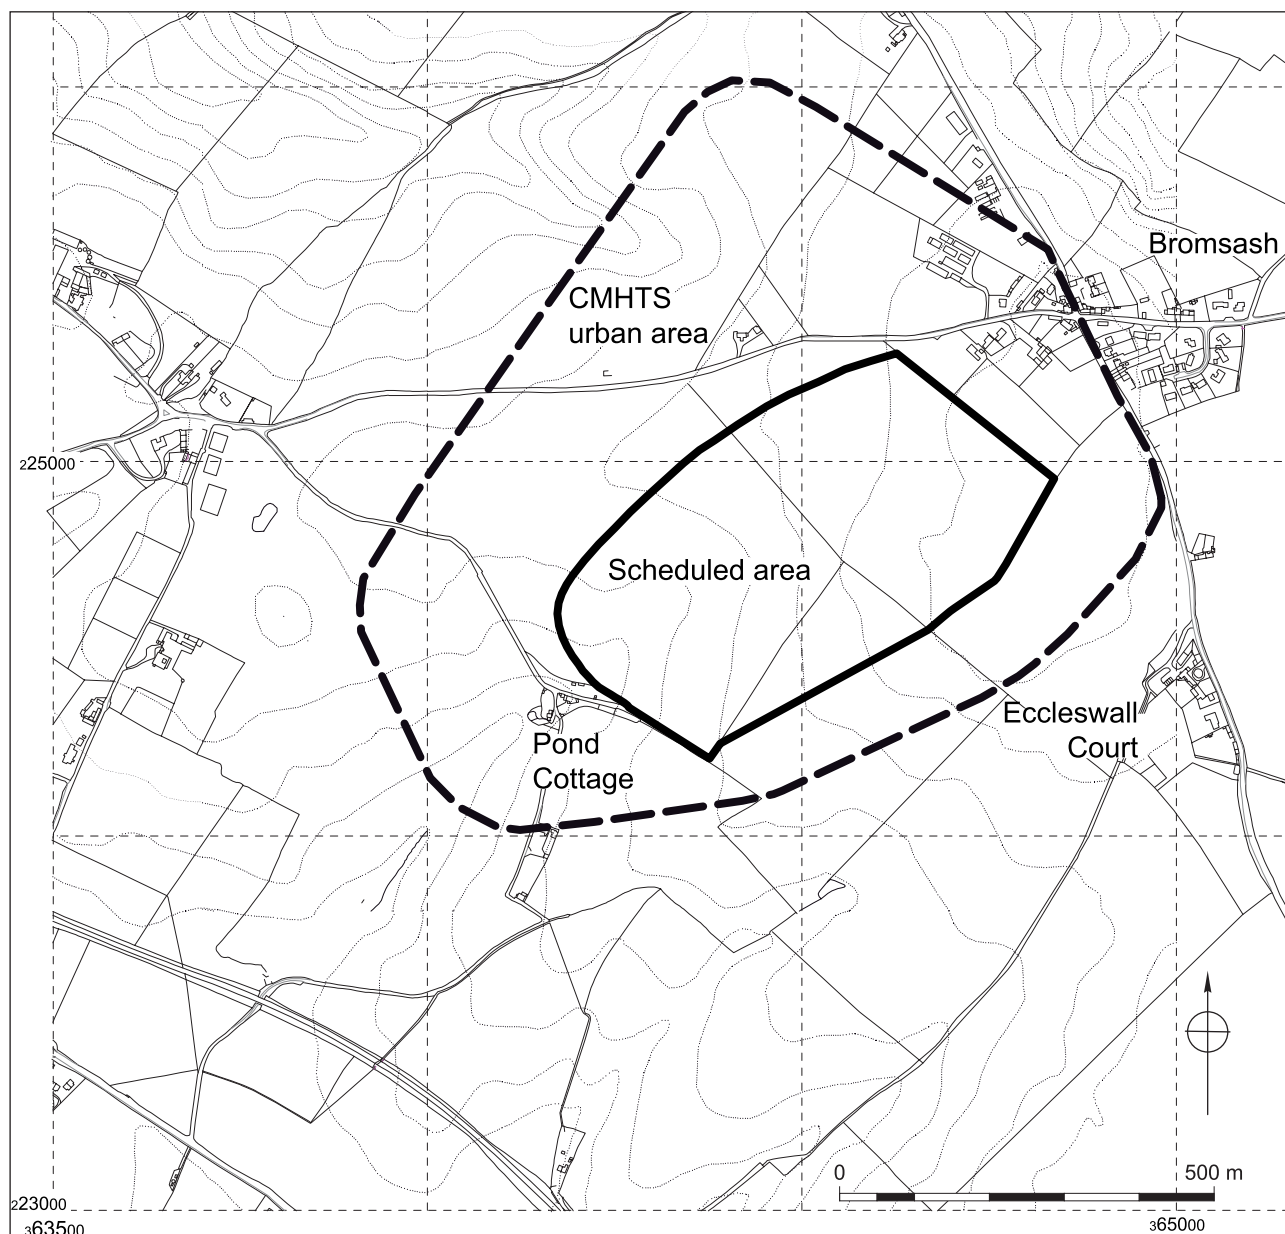 Bromsash
CMHTS
urban area
225000
Scheduled area
Eccleswall
Court
Pond
Cottage
0 500 m
223000
363500
365000